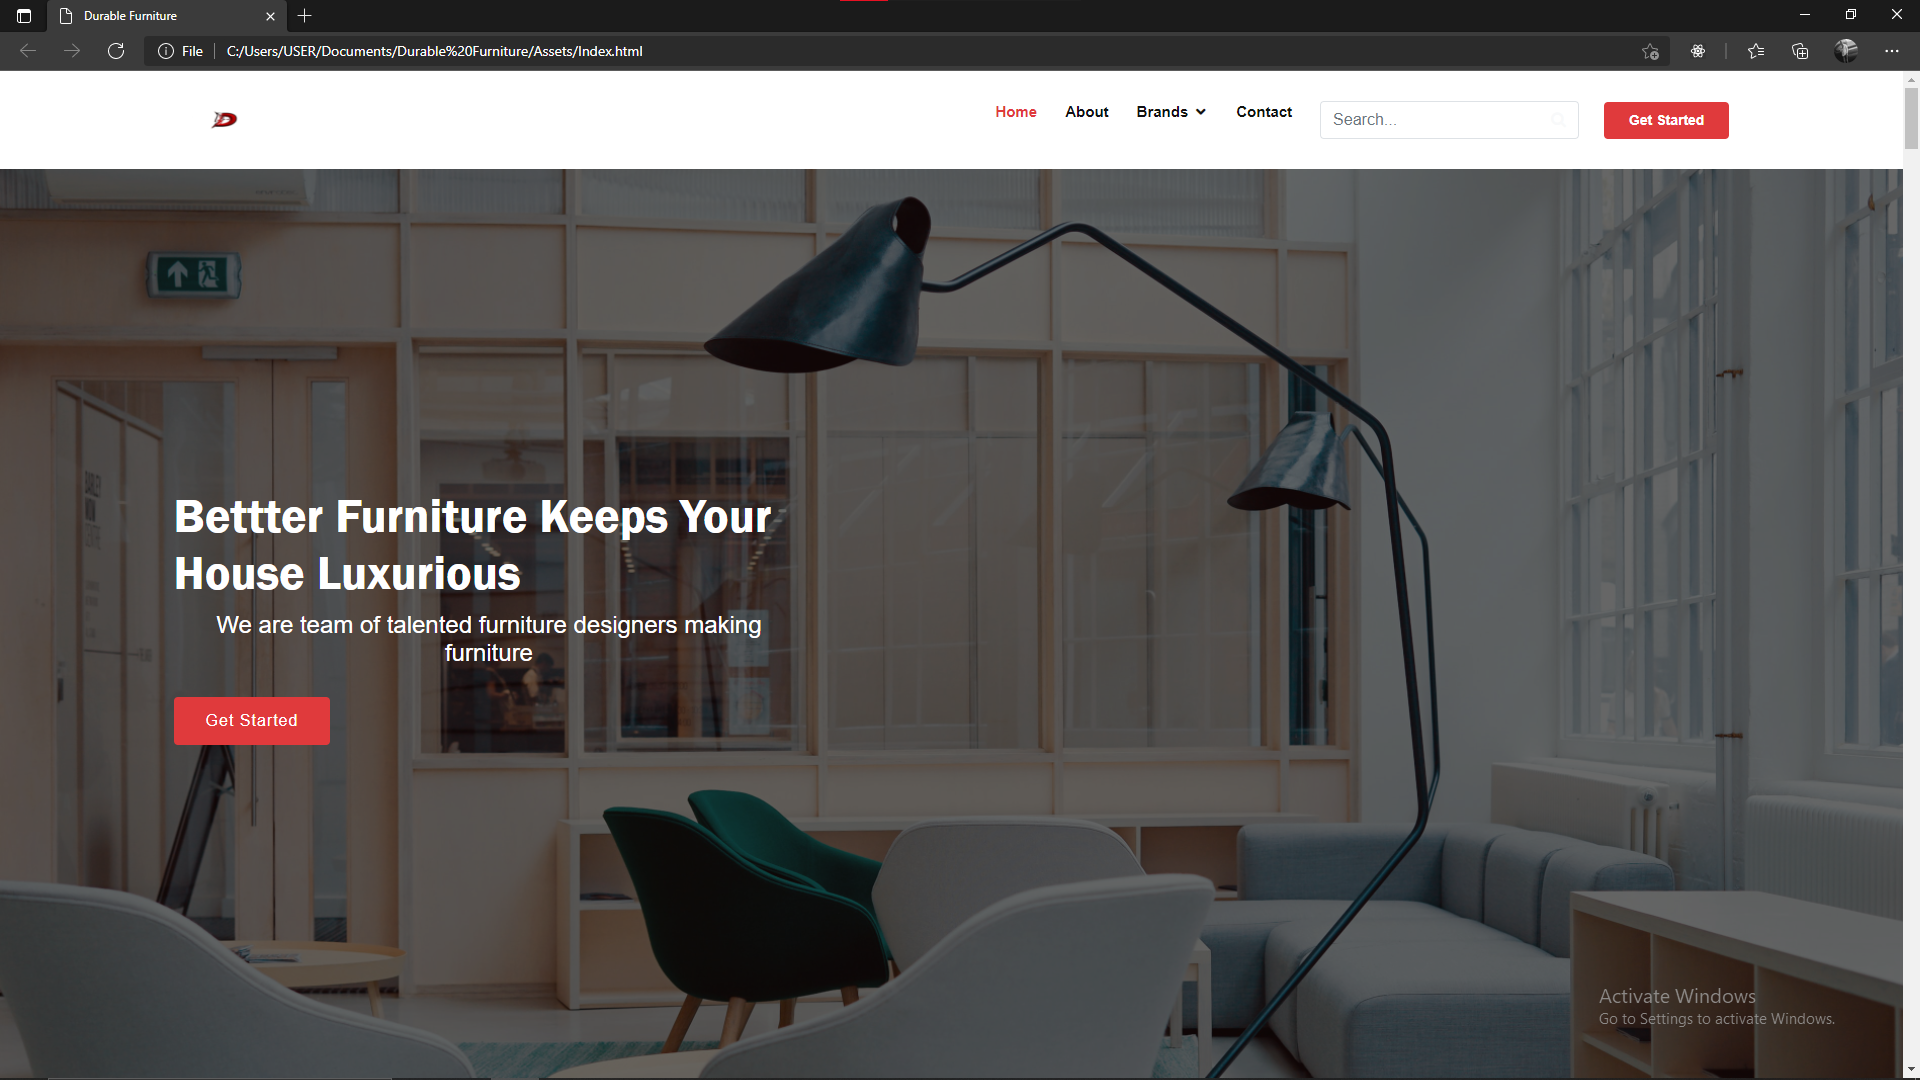 Durable Furniture
File
C:/Users/USER/Documents/Durable%20Furniture/Assets/Index.html
D
Home About Brands Contact Search... Get Started
Bettter Furniture Keeps Your
House Luxurious
We are team of talented furniture designers making
furniture
Get Started
Activate Windows
Go to Settings to activate Windows.